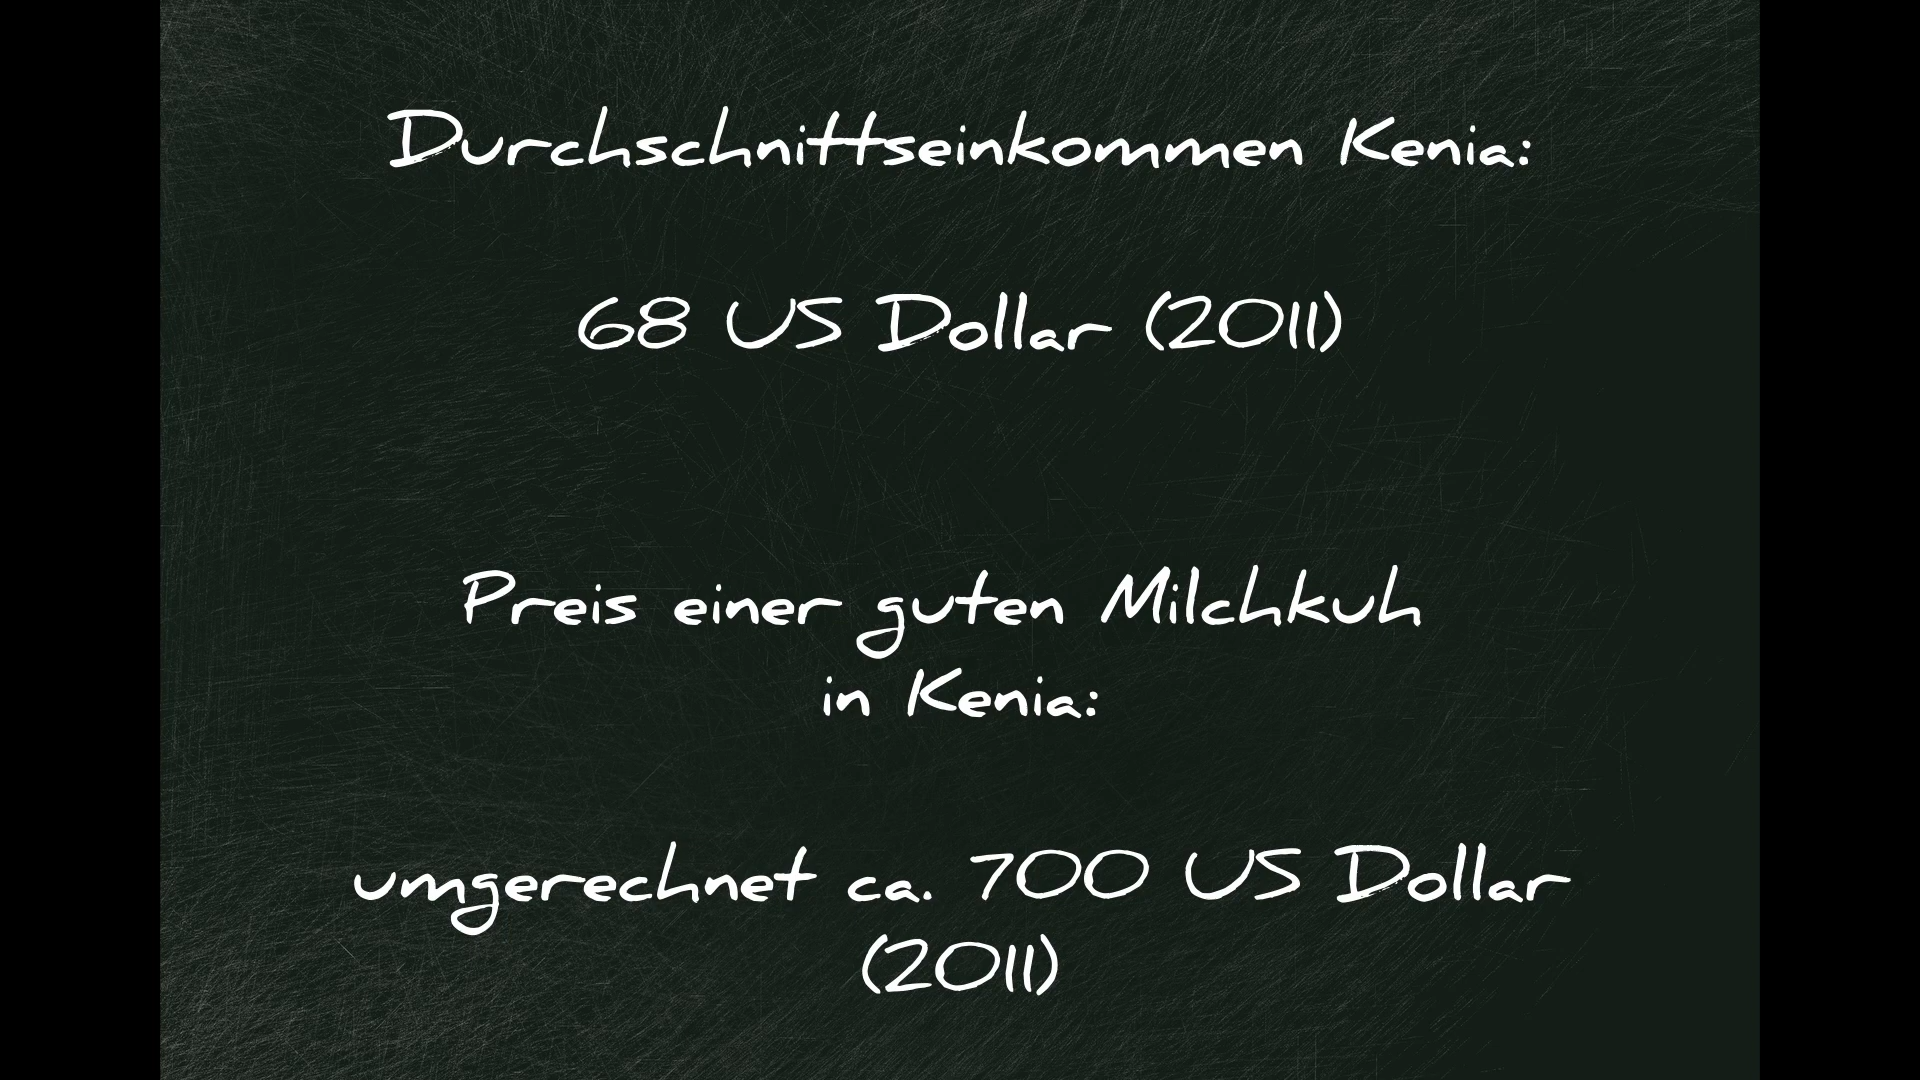 Durchschnittseinkommen Kenia:
68 US Dollar (2011)
Preis einer guten Milchkuh
in Kenia:
umgerechnet ca. 700 US Dollar
(2011)